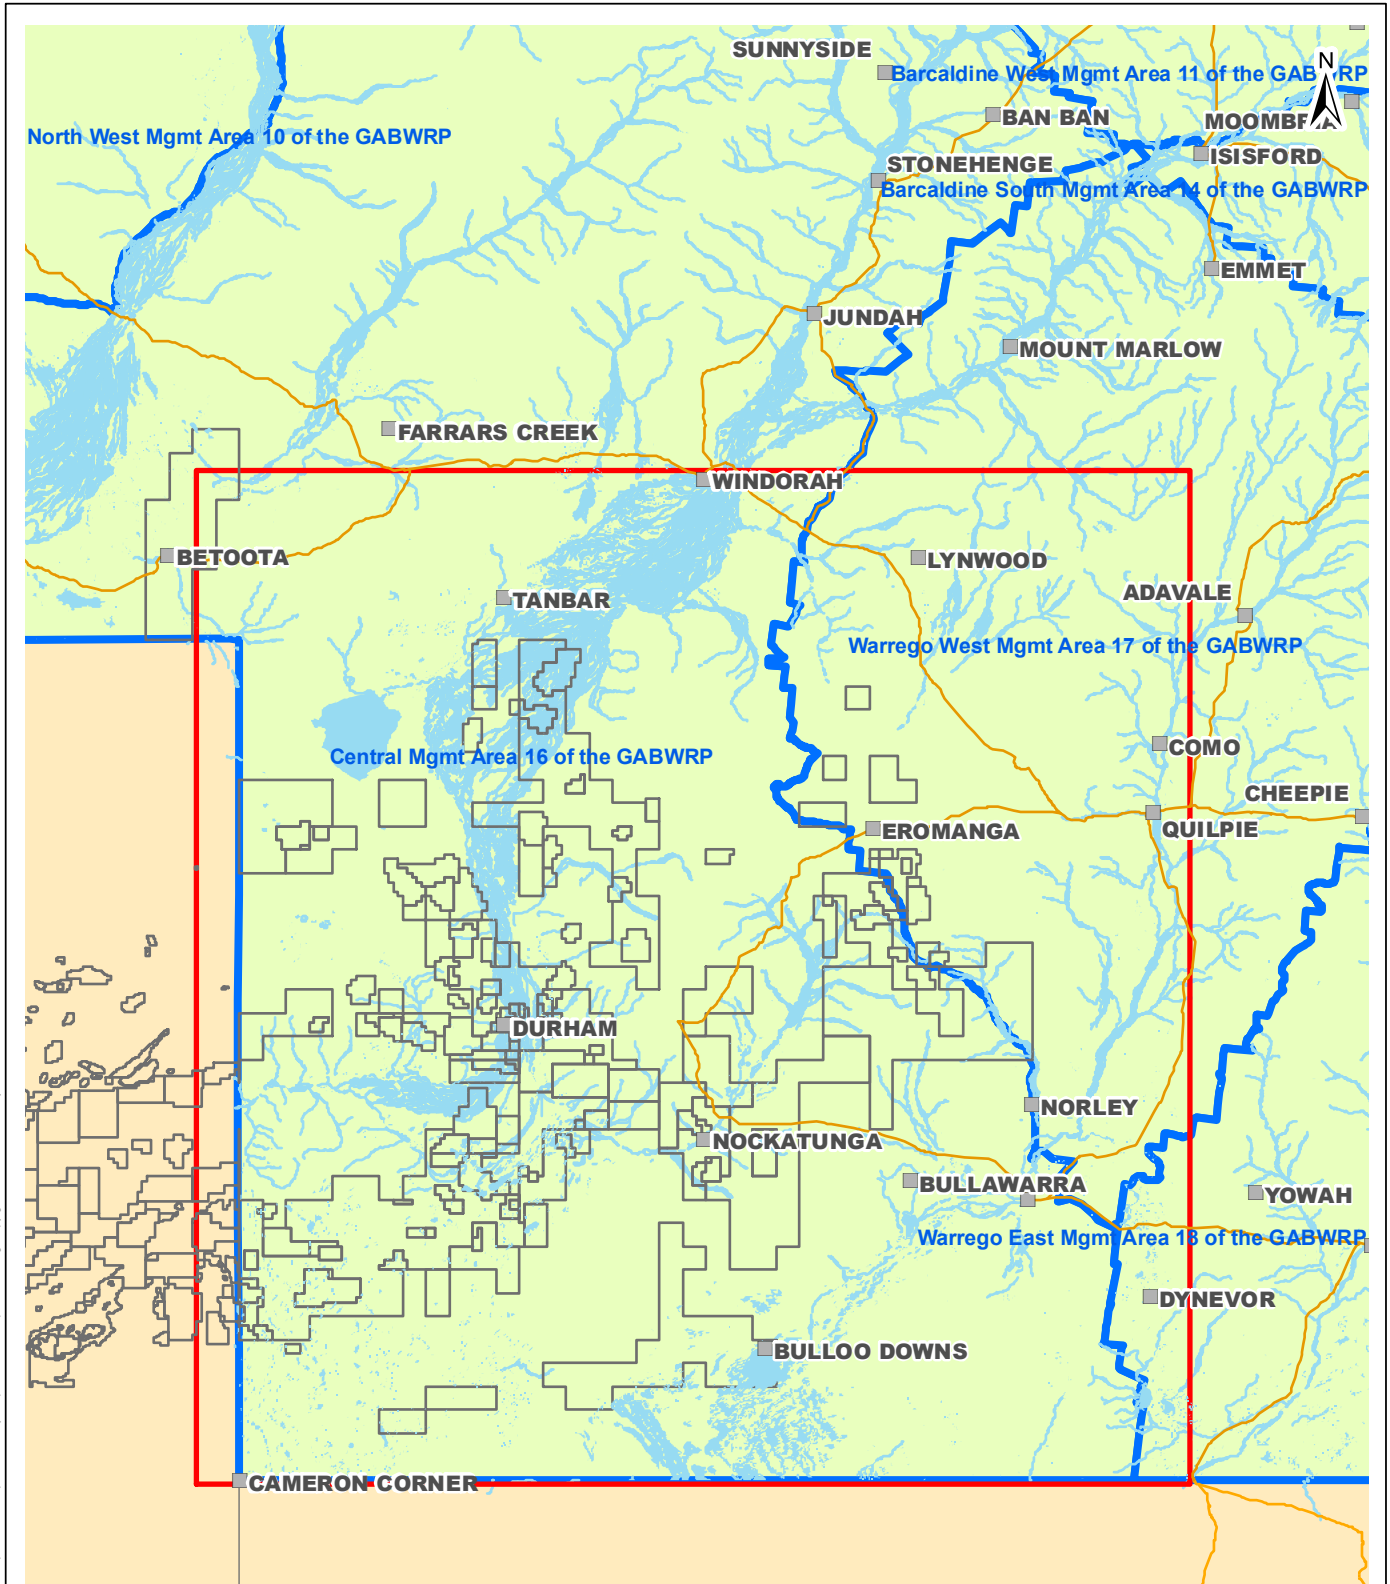 SUNNYSIDE
N
Barcaldine West Mgmt Area 11 of the GABWRP
BAN BAN
North West Mgmt Area 10 of the GABWRP
ISISFORD
STONEHENGE
Barcaldine South Mgmt Area 14 of the GABWRP
EMMET
JUNDAH
MOUNT MARLOW
FARRARS CREEK
WINDORAH
BETOOTA
LYNWOOD
TANBAR
ADAVALE
Warrego West Mgmt Area 17 of the GABWRP
COMO
Central Mgmt Area 16 of the GABWRP
CHEEPIE
EROMANGA
QUILPIE
DURHAM
NORLEY
NOCKATUNGA
BULLAWARRA
YOWAH
Warrego East Mgmt Area 18 of the GABWRP
DYNEVOR
BULLOO DOWNS
CAMERON CORNER